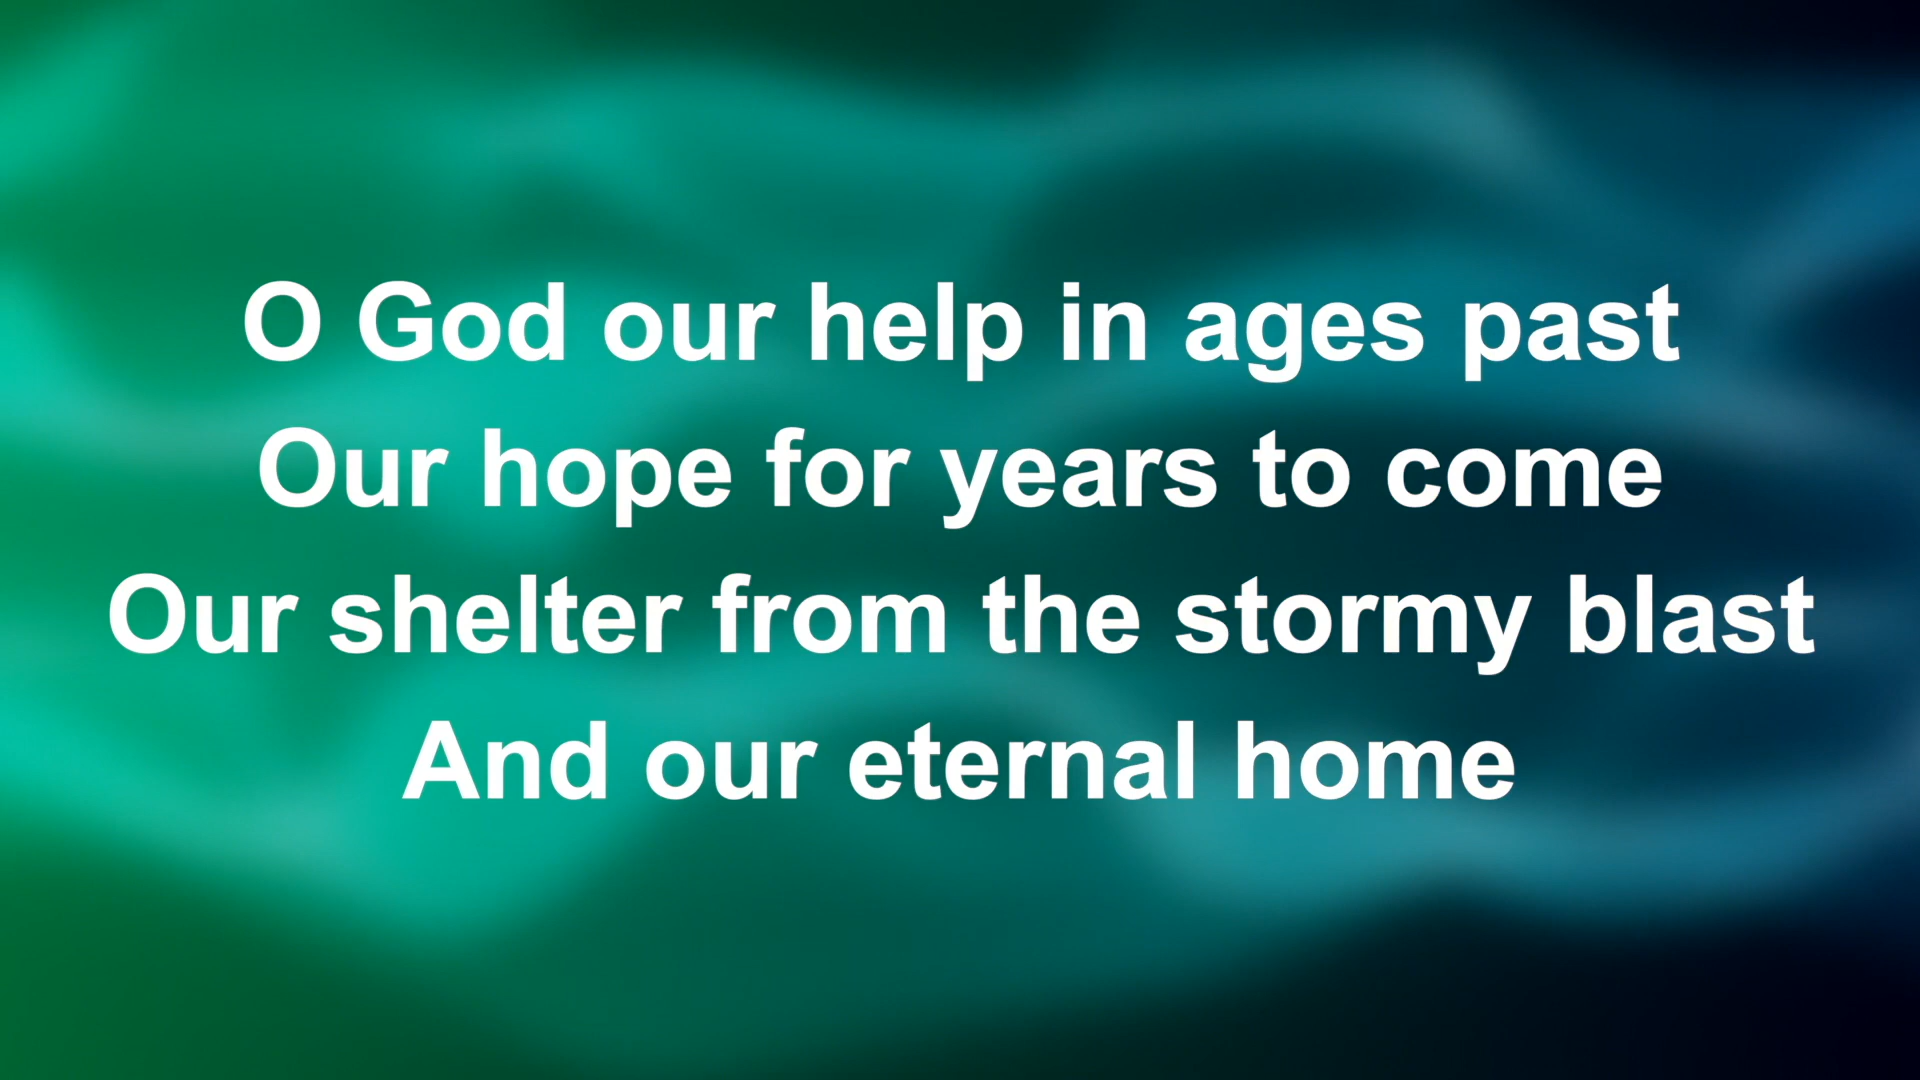 O God our help in ages past
Our hope for years to come
Our shelter from the stormy blast
And our eternal home